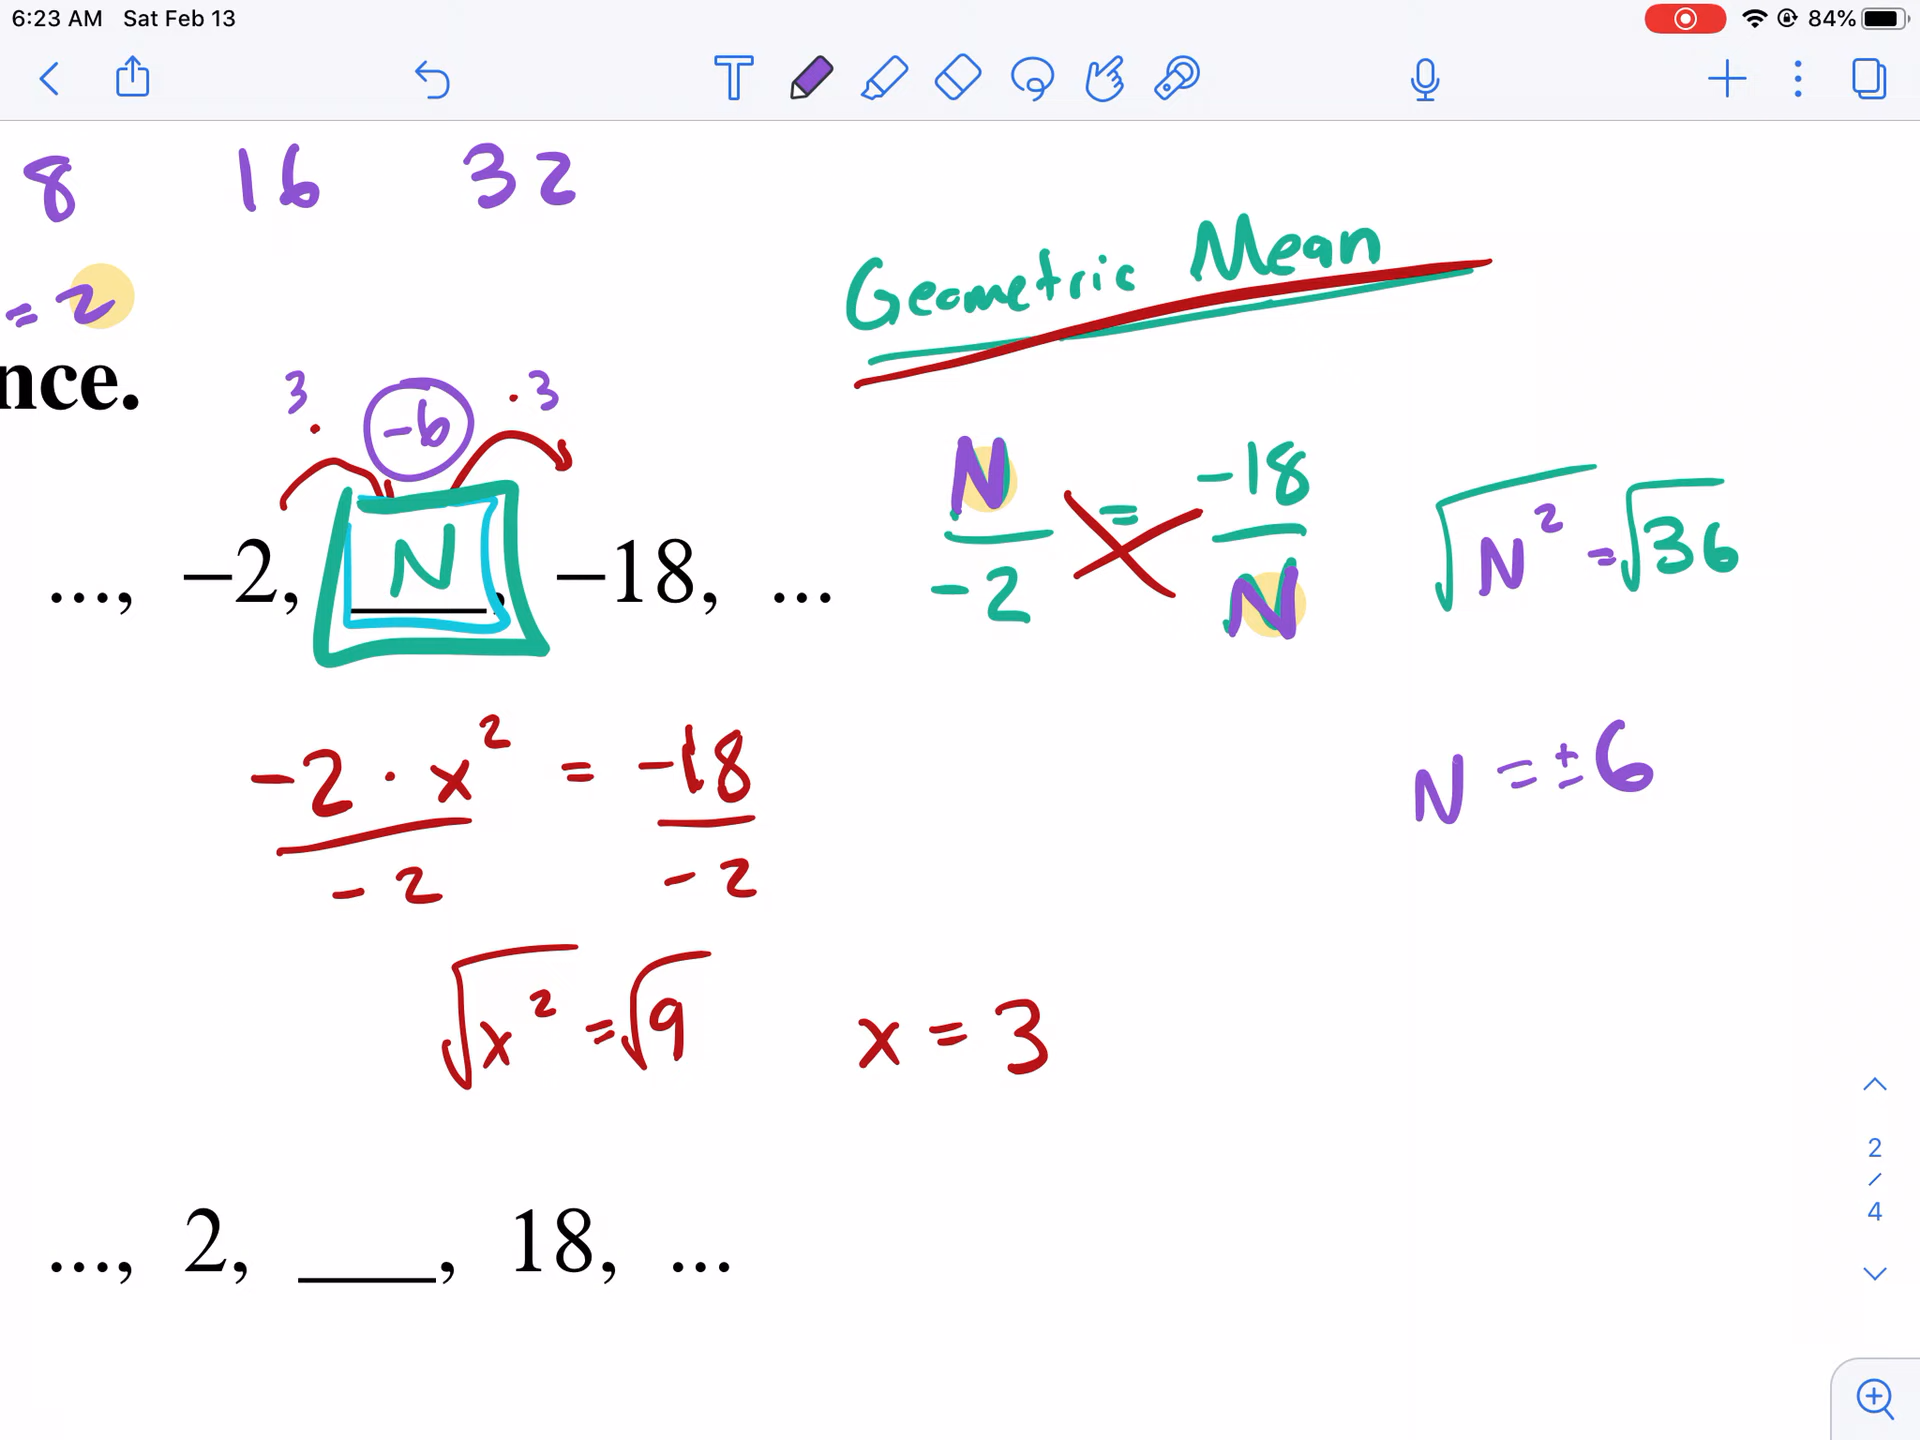 6:23 AM Sat Feb 13 84%
T
8 16 32
= 2
Geometric Mean
nce.
3 · -6 · 3
..., −2, N, −18, ...
N/-2 = -18/N
√N² = √36
-2 · x² = -18
-2 -2
N = ±6
√x² = √9 x = 3
..., 2, ____, 18, ...
2
/
4